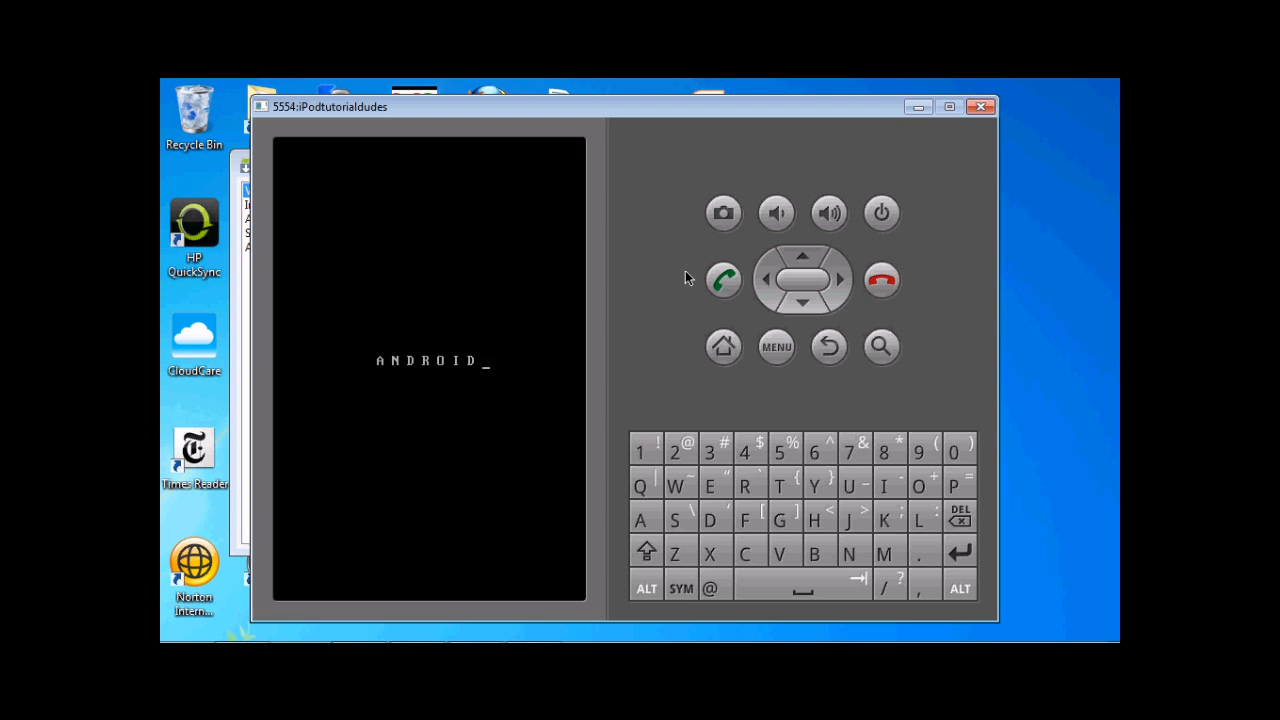 5554:iPodtutorialdudes
Recycle Bin
HP
QuickSync
CloudCare
Times Reader
Norton
Intern...
A N D R O I D _
MENU
1 ! 2 @ 3 # 4 $ 5 % 6 ^ 7 & 8 * 9 ( 0 )
Q | W ~ E " R ` T { Y } U _ I - O + P =
A S \ D ' F [ G ] H < J > K ; L : DEL
Z X C V B N M .
ALT SYM @ / ? , ALT